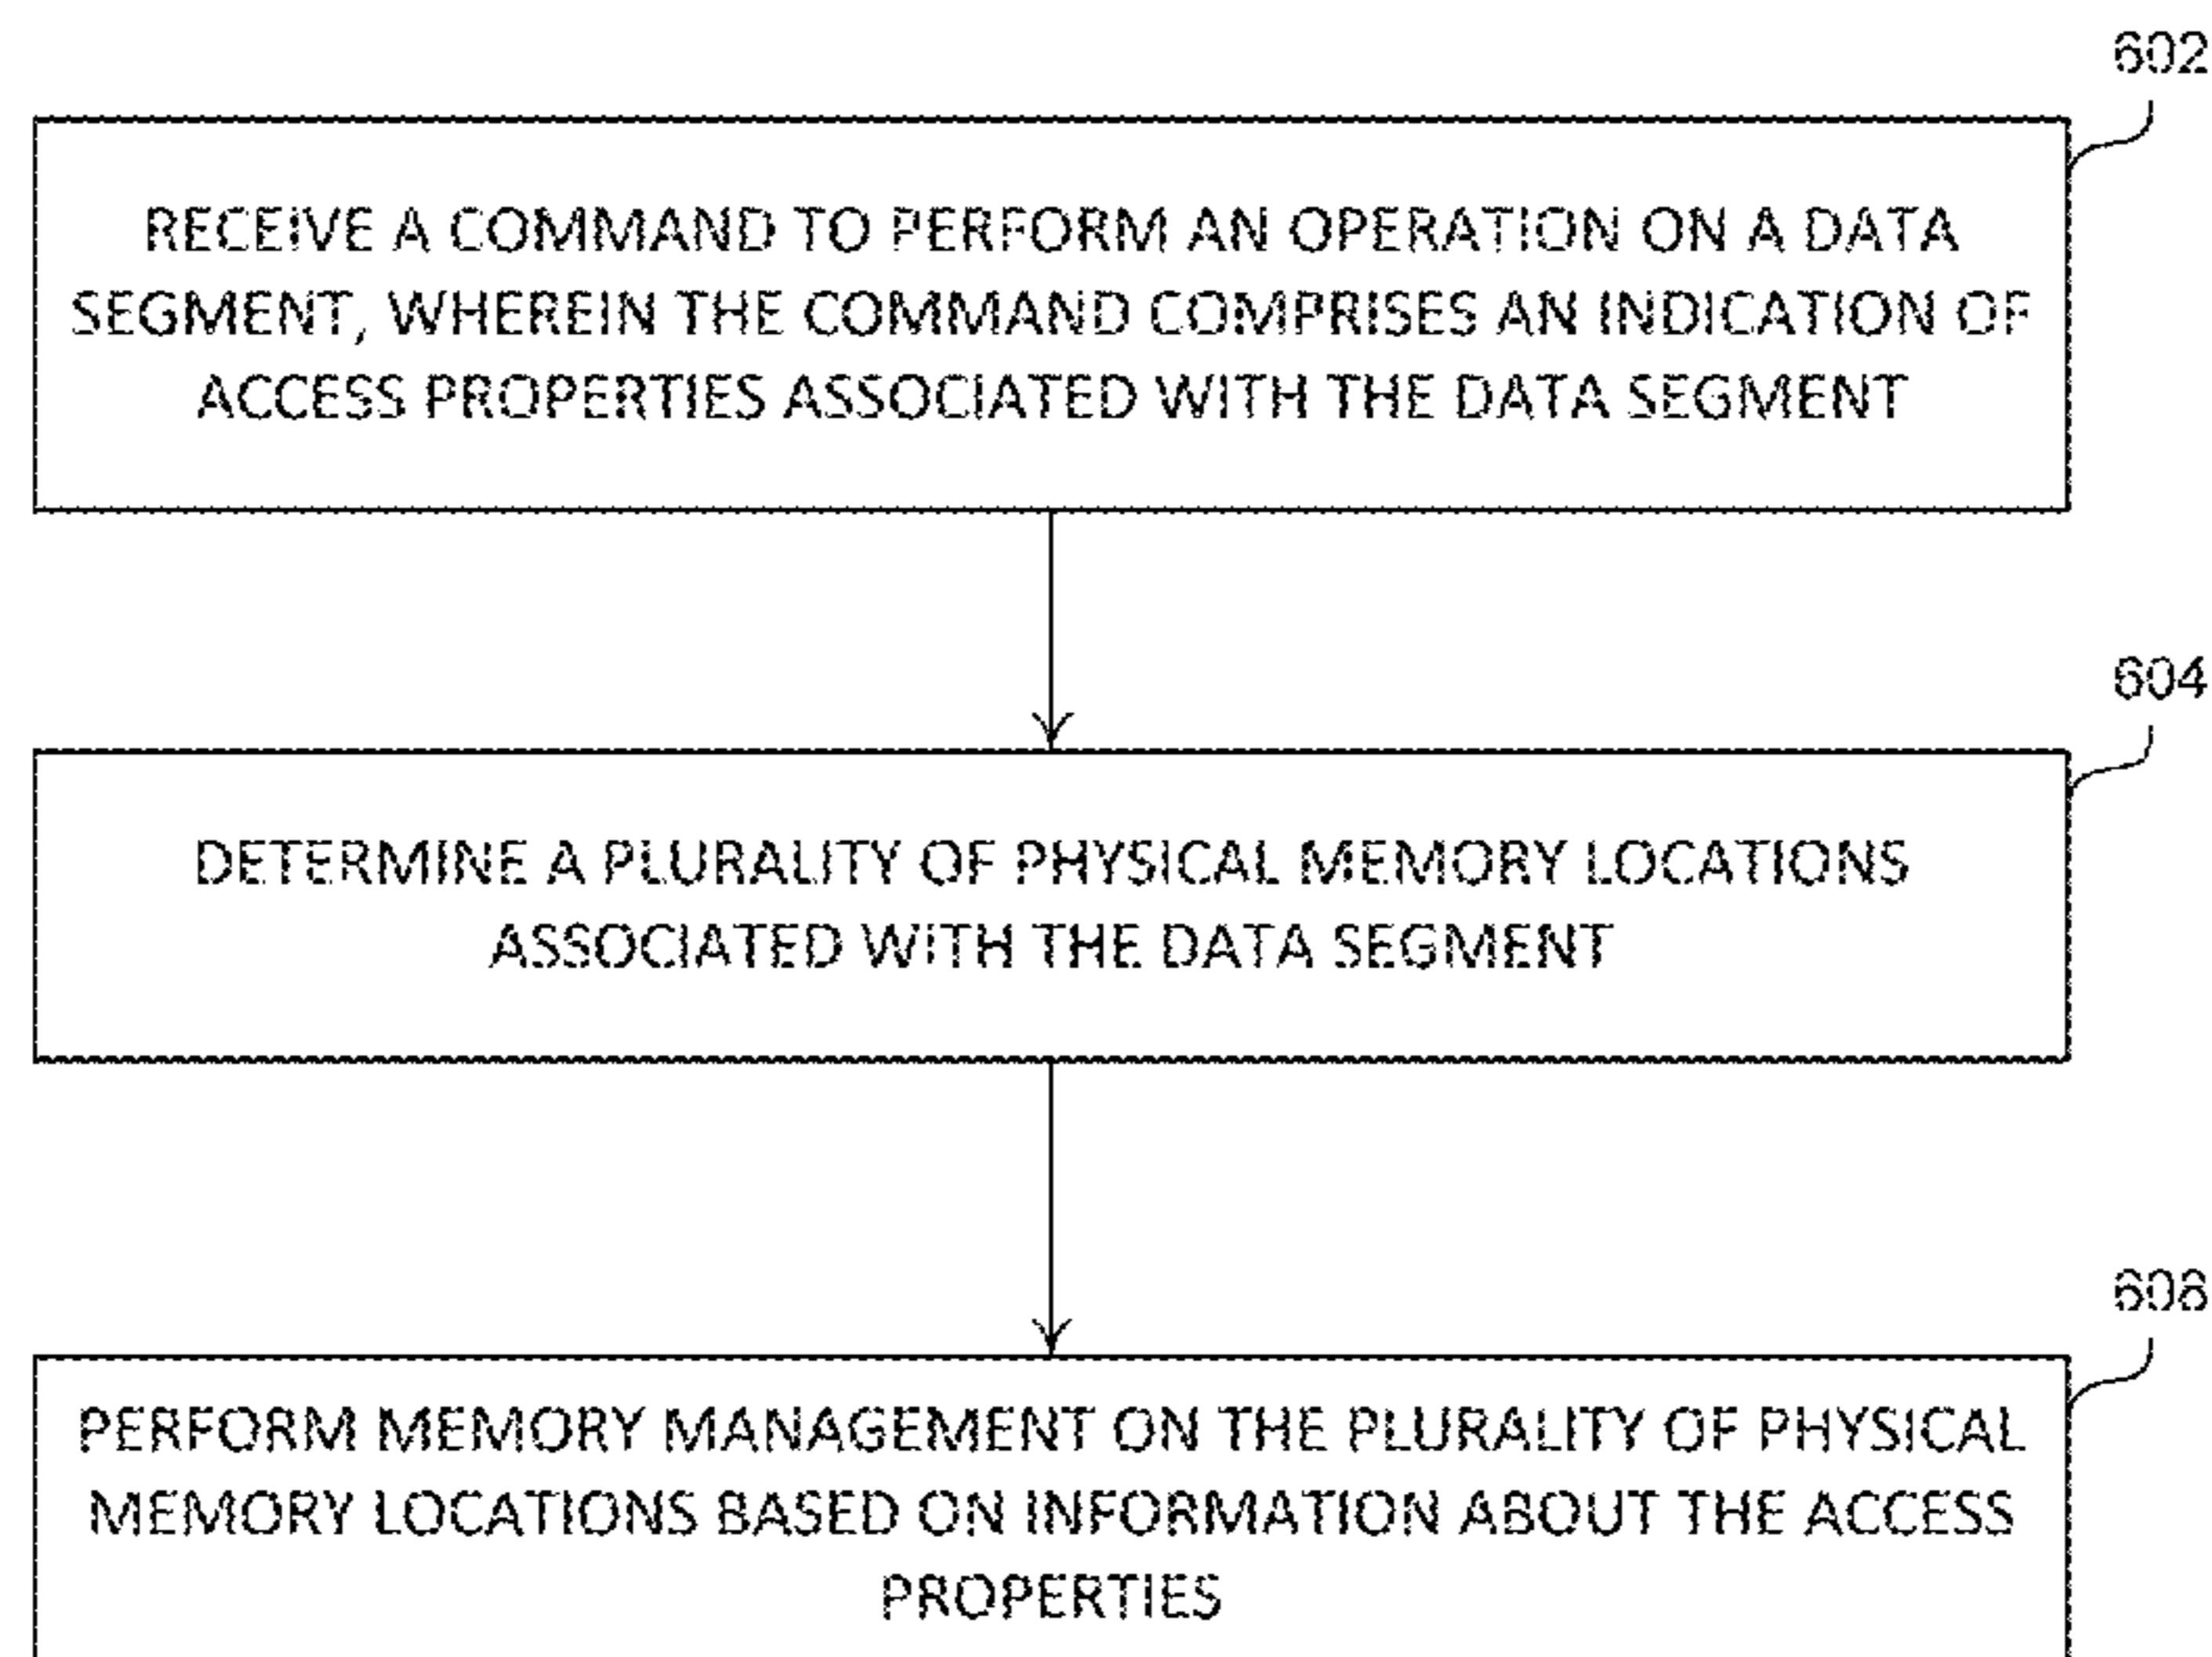 602
RECEIVE A COMMAND TO PERFORM AN OPERATION ON A DATA
SEGMENT, WHEREIN THE COMMAND COMPRISES AN INDICATION OF
ACCESS PROPERTIES ASSOCIATED WITH THE DATA SEGMENT
604
DETERMINE A PLURALITY OF PHYSICAL MEMORY LOCATIONS
ASSOCIATED WITH THE DATA SEGMENT
608
PERFORM MEMORY MANAGEMENT ON THE PLURALITY OF PHYSICAL
MEMORY LOCATIONS BASED ON INFORMATION ABOUT THE ACCESS
PROPERTIES